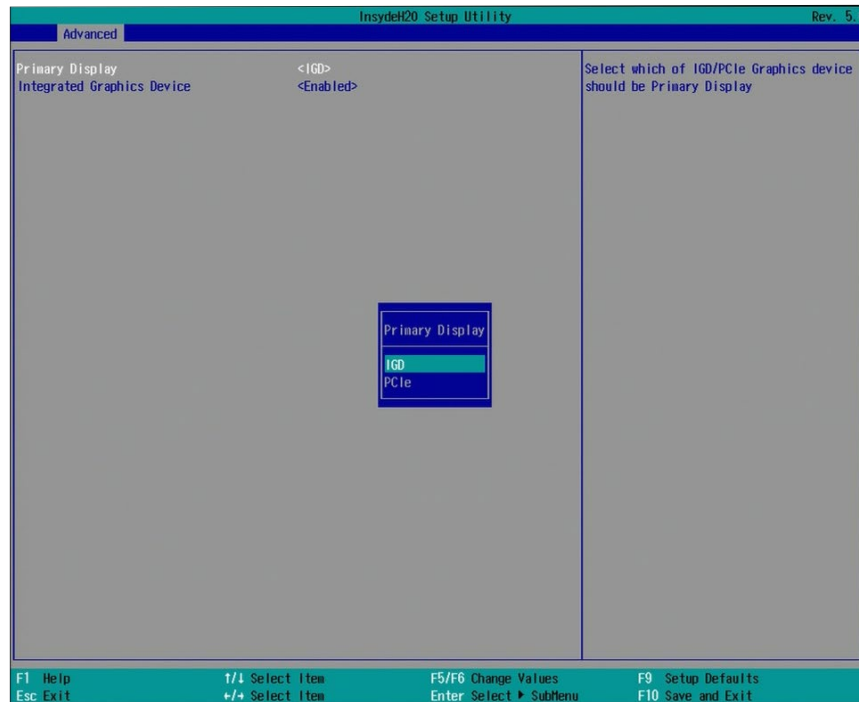 InsydeH20 Setup Utility Rev. 5.
Advanced
Primary Display <IGD>
Integrated Graphics Device <Enabled>
Select which of IGD/PCIe Graphics device
should be Primary Display
Primary Display
IGD
PCIe
F1 Help ↑/↓ Select Item F5/F6 Change Values F9 Setup Defaults
Esc Exit ←/→ Select Item Enter Select ▶ SubMenu F10 Save and Exit